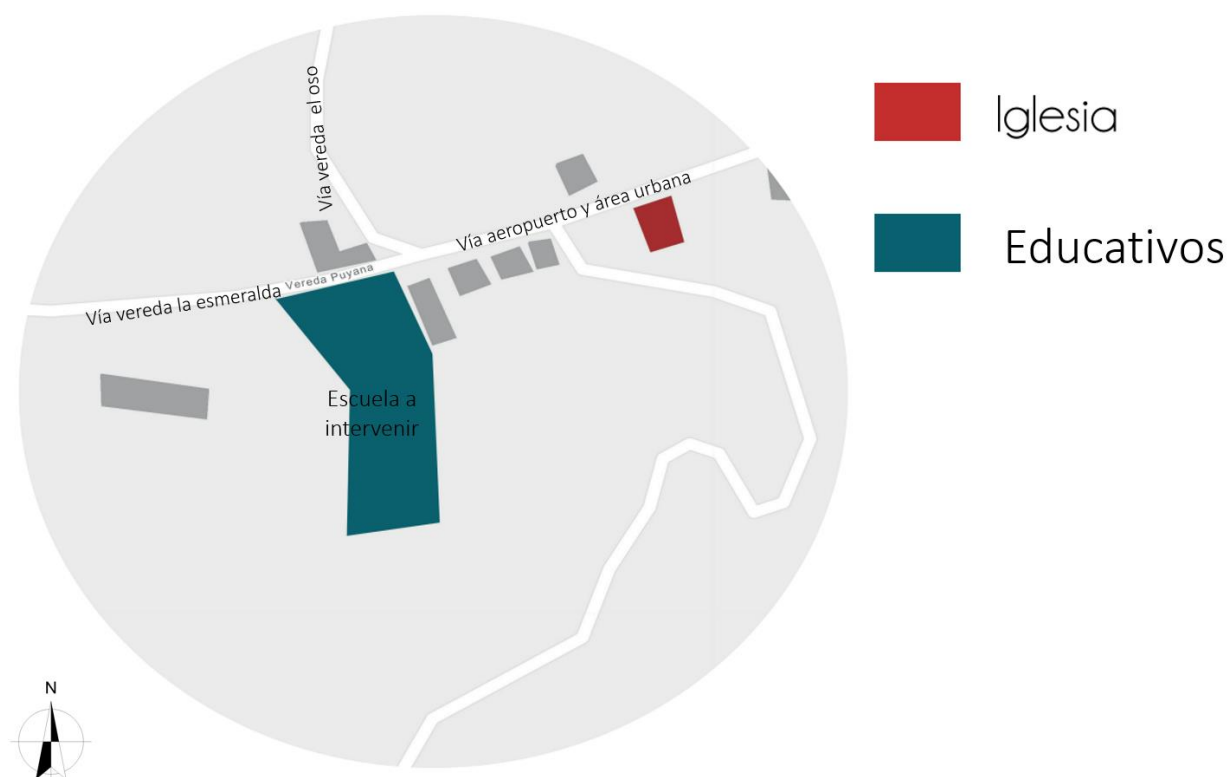 Vía vereda  el oso
Vía aeropuerto y área urbana
Vereda Puyana
Vía vereda la esmeralda
Escuela a
intervenir
N
Iglesia
Educativos